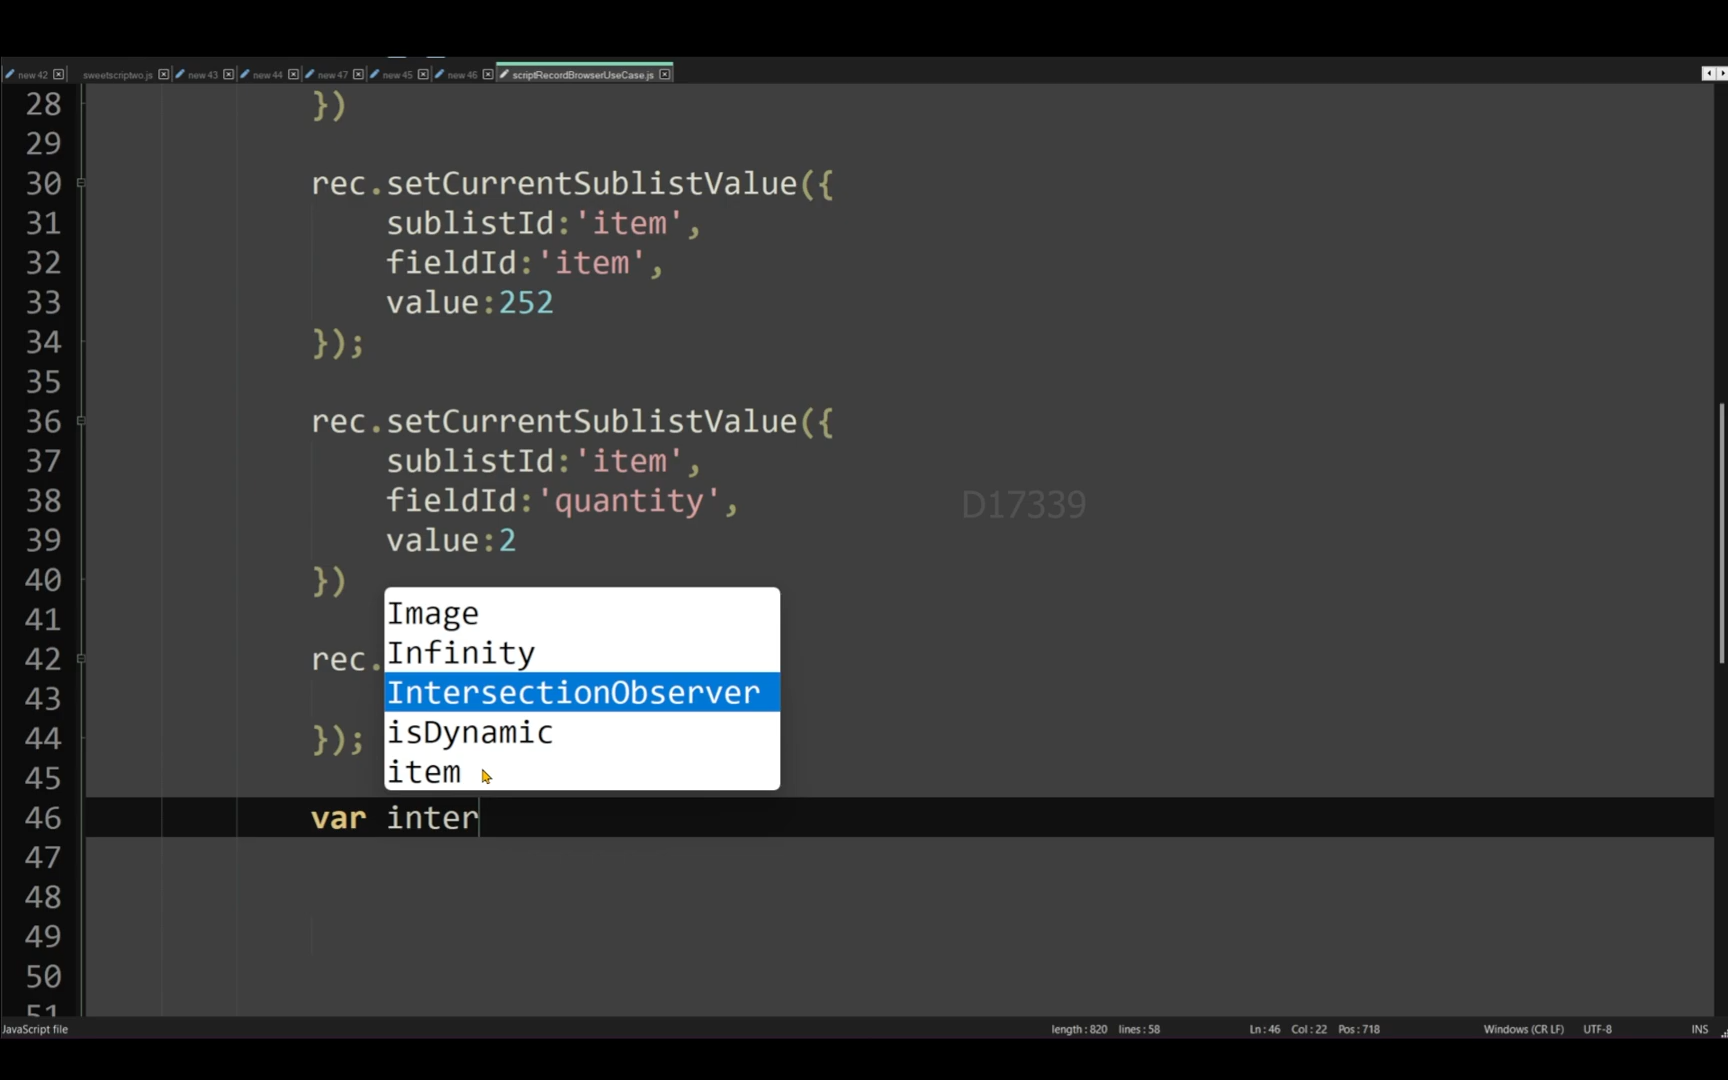 new 42 sweetscriptwo.js new 43 new 44 new 47 new 45 new 46 scriptRecordBrowserUseCase.js
28 })
29
30 rec.setCurrentSublistValue({
31 sublistId:'item',
32 fieldId:'item',
33 value:252
34 });
35
36 rec.setCurrentSublistValue({
37 sublistId:'item',
38 fieldId:'quantity',
39 value:2
40 })
41
42 rec.
43
44 });
45
46 var inter
47
48
49
50
51
Image
Infinity
IntersectionObserver
isDynamic
item
D17339
JavaScript file length : 820 lines : 58 Ln : 46 Col : 22 Pos : 718 Windows (CR LF) UTF-8 INS